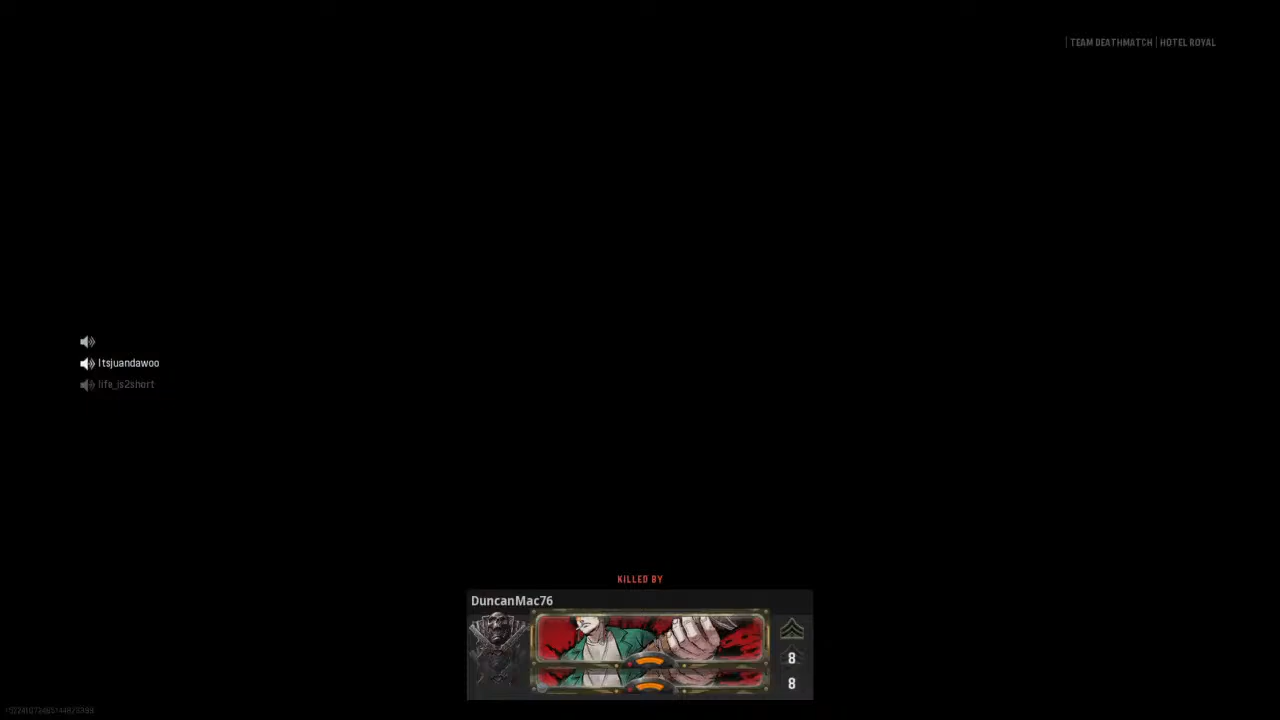 TEAM DEATHMATCH | HOTEL ROYAL
Itsjuandawoo
life_is2short
KILLED BY
DuncanMac76
8
8